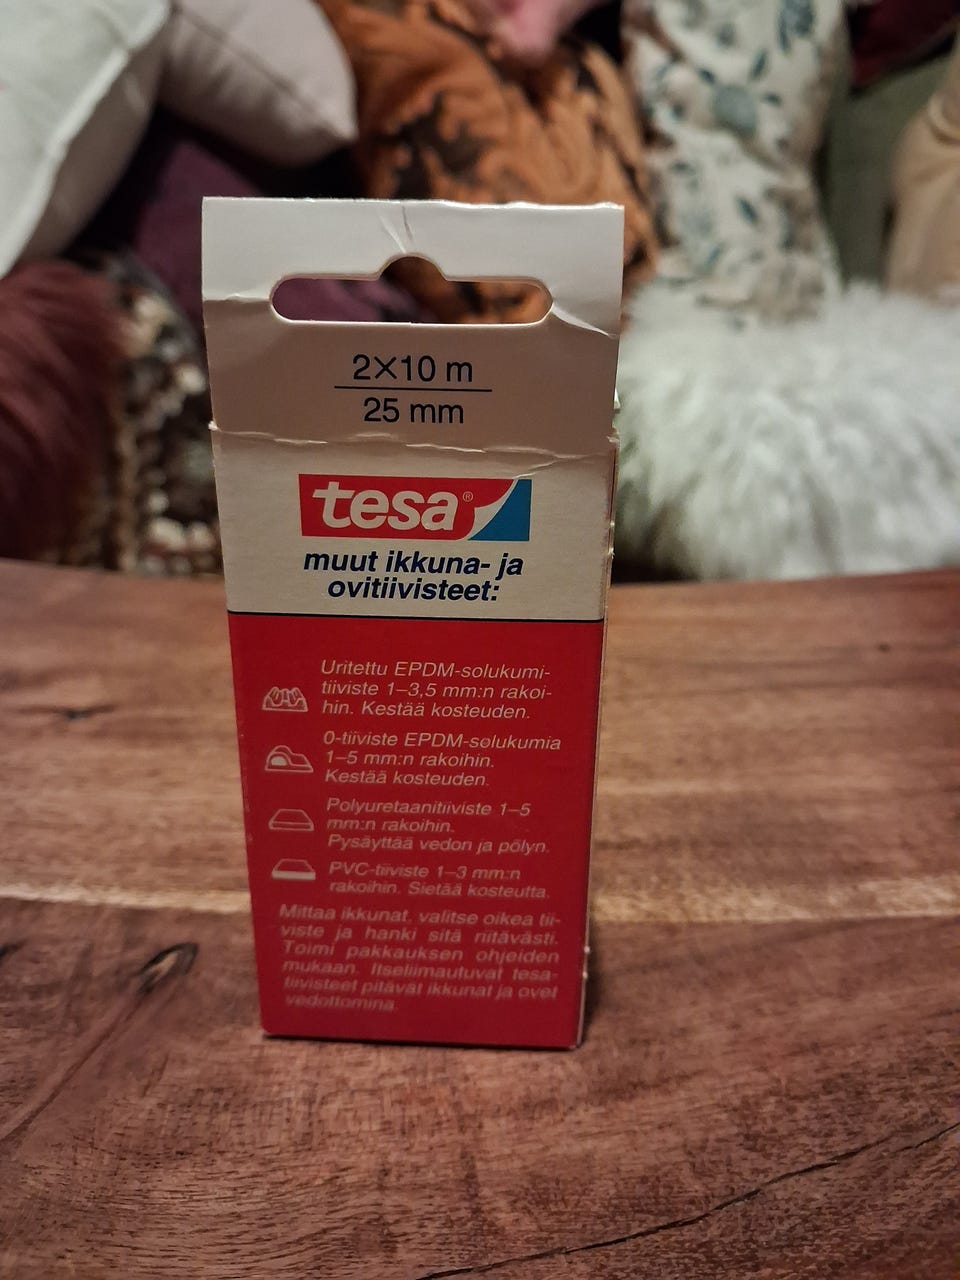 2×10 m
25 mm
tesa®
muut ikkuna- ja
ovitiivisteet:
Uritettu EPDM-solukumi-
tiiviste 1–3,5 mm:n rakoi-
hin. Kestää kosteuden.
0-tiiviste EPDM-solukumia
1–5 mm:n rakoihin.
Kestää kosteuden.
Polyuretaanitiiviste 1–5
mm:n rakoihin.
Pysäyttää vedon ja pölyn.
PVC-tiiviste 1–3 mm:n
rakoihin. Sietää kosteutta.
Mittaa ikkunat, valitse oikea tii-
viste ja hanki sitä riitävästi.
Toimi pakkauksen ohjeiden
mukaan. Itseliimautuvat tesa-
tiivisteet pitävät ikkunat ja ovet
vedottomina.